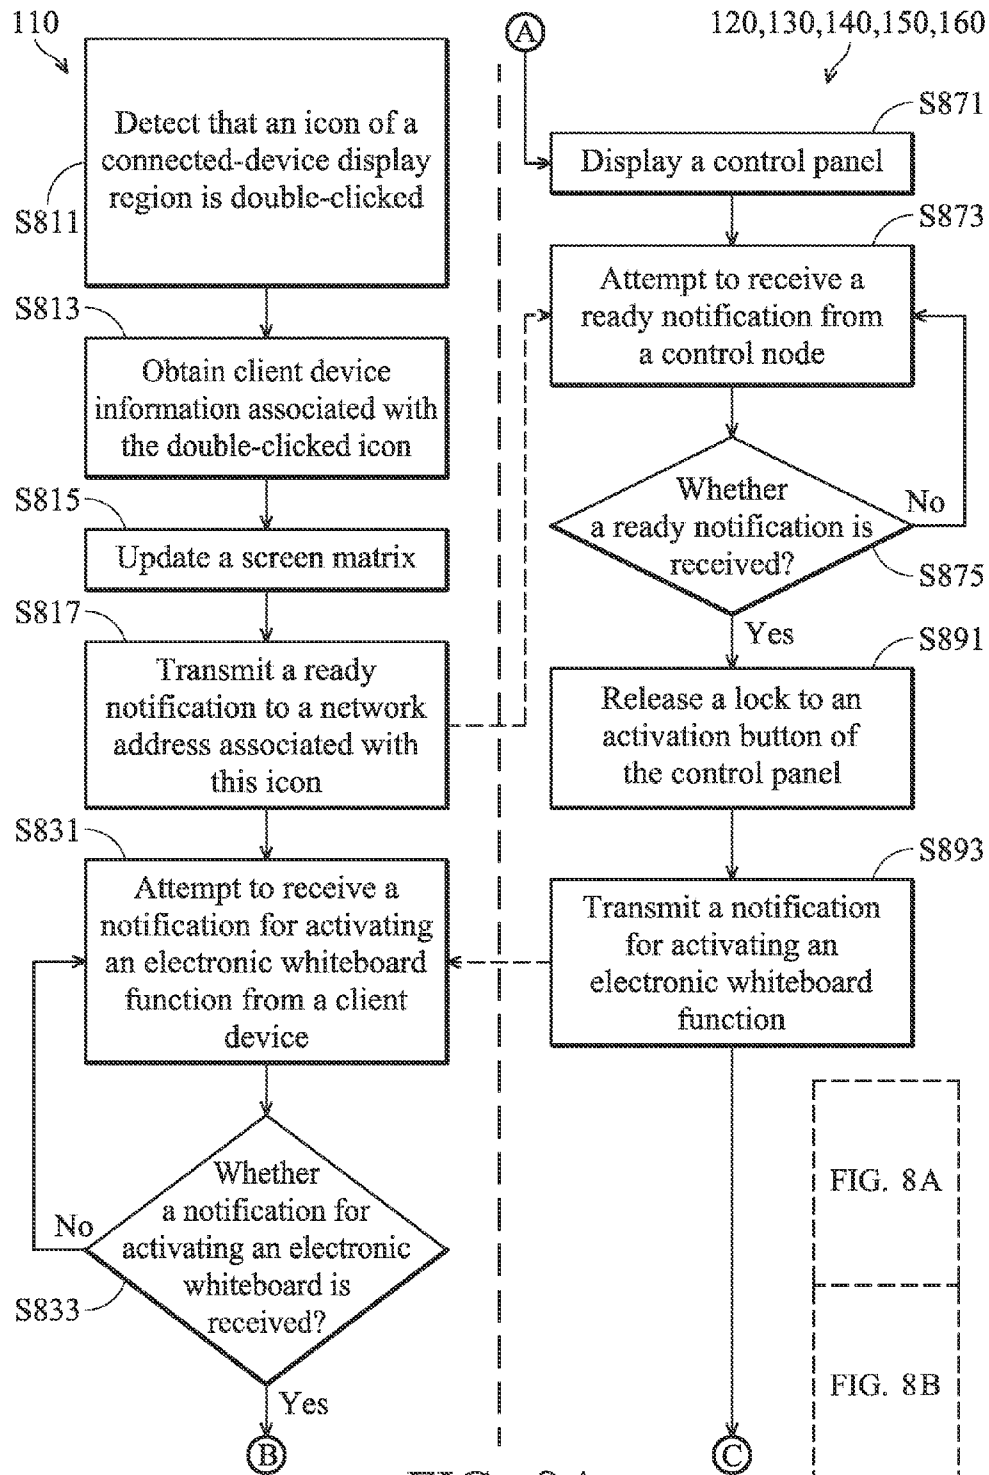 110
Detect that an icon of a
connected-device display
region is double-clicked
S811
S813
Obtain client device
information associated with
the double-clicked icon
S815
Update a screen matrix
S817
Transmit a ready
notification to a network
address associated with
this icon
S831
Attempt to receive a
notification for activating
an electronic whiteboard
function from a client
device
Whether
a notification for
activating an electronic
whiteboard is
received?
No
S833
Yes
B
A
120,130,140,150,160
S871
Display a control panel
S873
Attempt to receive a
ready notification from
a control node
Whether
a ready notification is
received?
No
S875
Yes
S891
Release a lock to an
activation button of
the control panel
S893
Transmit a notification
for activating an
electronic whiteboard
function
C
FIG. 8A
FIG. 8B